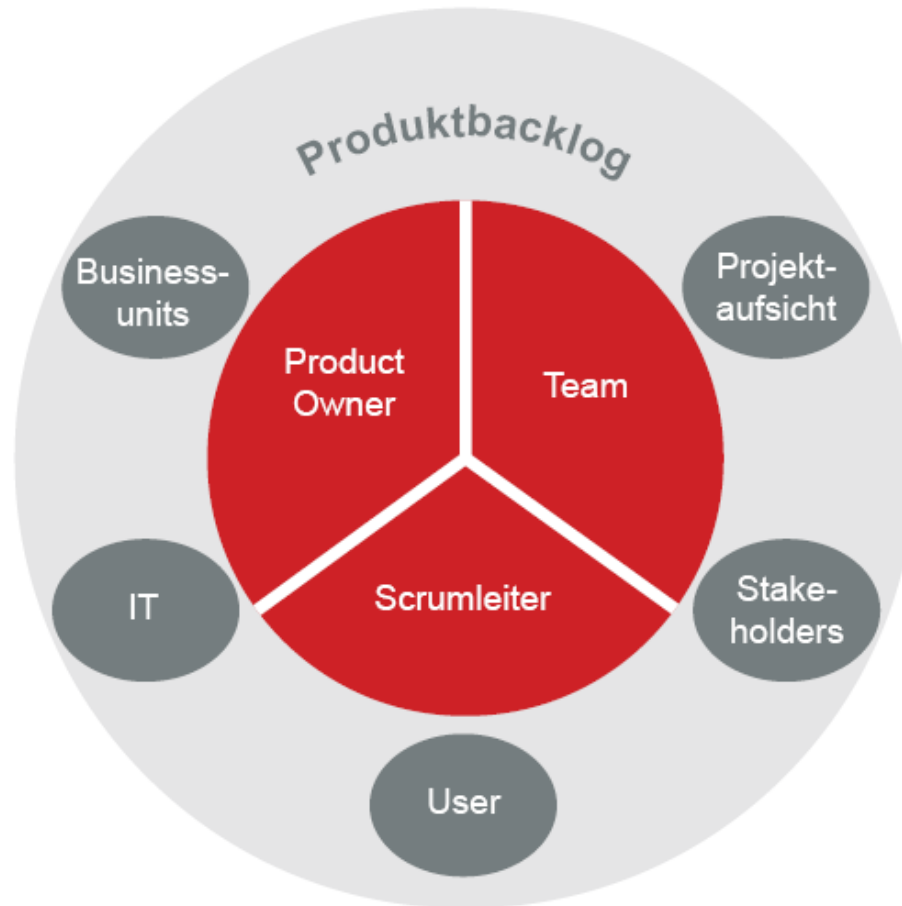 Produktbacklog
Business-
units
Projekt-
aufsicht
Product
Owner
Team
IT
Scrumleiter
Stake-
holders
User